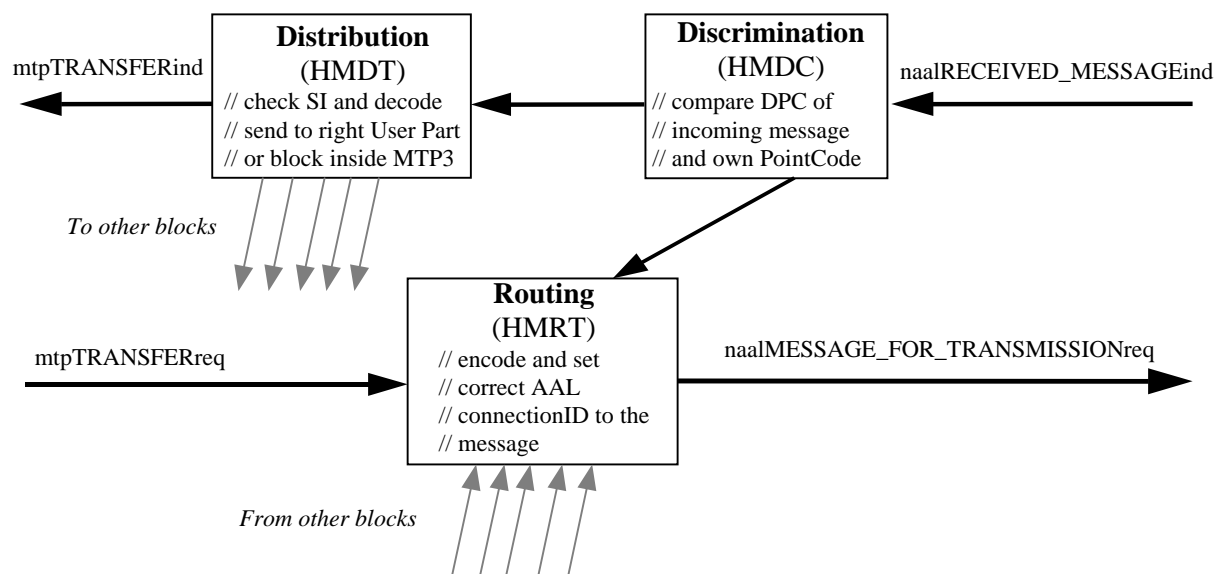 mtpTRANSFERind
Distribution
(HMDT)
// check SI and decode
// send to right User Part
// or block inside MTP3
Discrimination
(HMDC)
// compare DPC of
// incoming message
// and own PointCode
naalRECEIVED_MESSAGEind
To other blocks
mtpTRANSFERreq
Routing
(HMRT)
// encode and set
// correct AAL
// connectionID to the
// message
naalMESSAGE_FOR_TRANSMISSIONreq
From other blocks